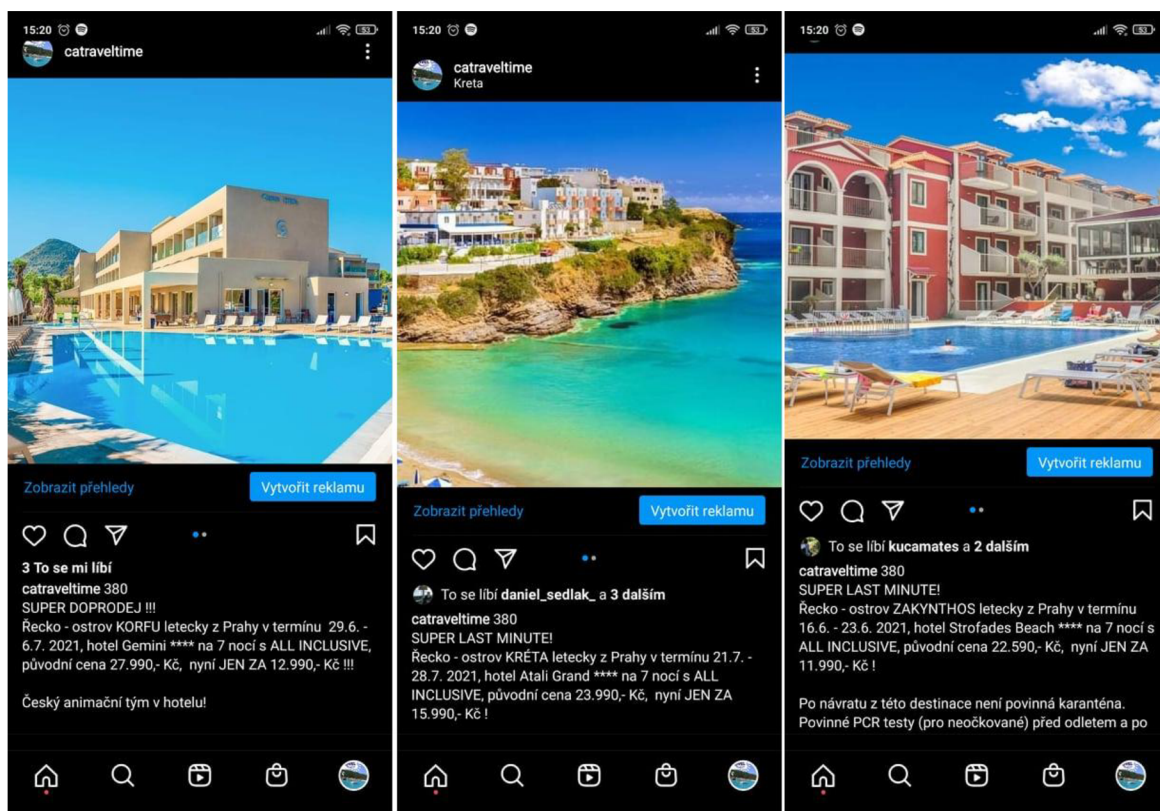 15:20
53
catraveltime
Zobrazit přehledy
Vytvořit reklamu
3 To se mi líbí
catraveltime 380
SUPER DOPRODEJ !!!
Řecko - ostrov KORFU letecky z Prahy v termínu 29.6. -
6.7. 2021, hotel Gemini **** na 7 nocí s ALL INCLUSIVE,
původní cena 27.990,- Kč, nyní JEN ZA 12.990,- Kč !!!
Český animační tým v hotelu!
15:20
53
catraveltime
Kreta
Zobrazit přehledy
Vytvořit reklamu
To se líbí daniel_sedlak_ a 3 dalším
catraveltime 380
SUPER LAST MINUTE!
Řecko - ostrov KRÉTA letecky z Prahy v termínu 21.7. -
28.7. 2021, hotel Atali Grand **** na 7 nocí s ALL
INCLUSIVE, původní cena 23.990,- Kč, nyní JEN ZA
15.990,- Kč !
15:20
53
Zobrazit přehledy
Vytvořit reklamu
To se líbí kucamates a 2 dalším
catraveltime 380
SUPER LAST MINUTE!
Řecko - ostrov ZAKYNTHOS letecky z Prahy v termínu
16.6. - 23.6. 2021, hotel Strofades Beach **** na 7 nocí s
ALL INCLUSIVE, původní cena 22.590,- Kč, nyní JEN ZA
11.990,- Kč !
Po návratu z této destinace není povinná karanténa.
Povinné PCR testy (pro neočkované) před odletem a po